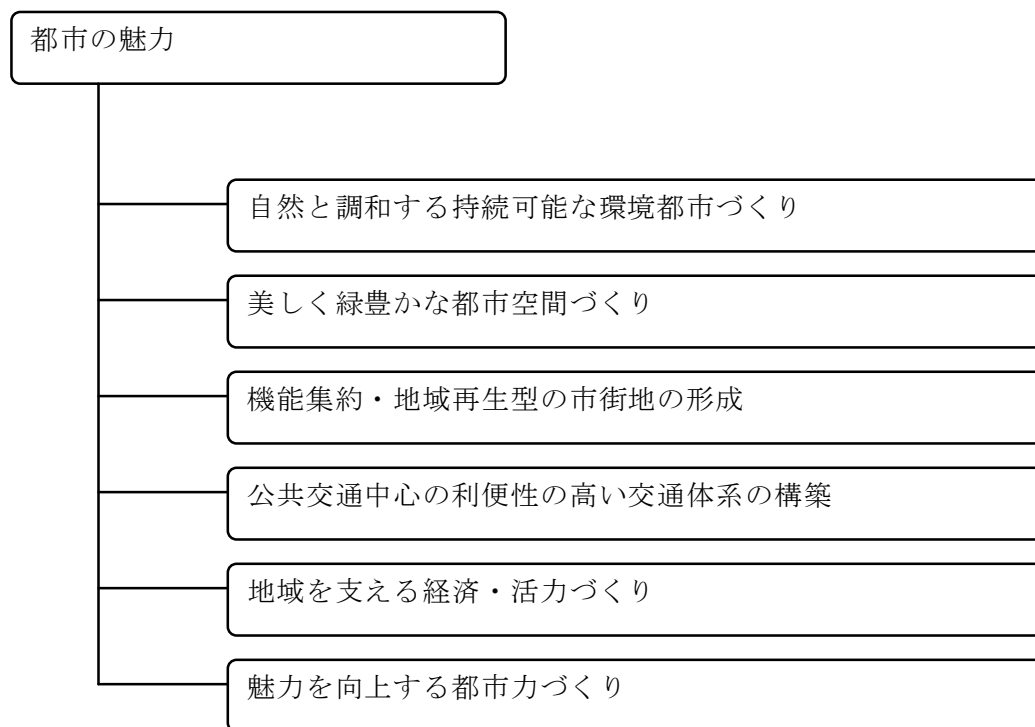 都市の魅力
自然と調和する持続可能な環境都市づくり
美しく緑豊かな都市空間づくり
機能集約・地域再生型の市街地の形成
公共交通中心の利便性の高い交通体系の構築
地域を支える経済・活力づくり
魅力を向上する都市力づくり